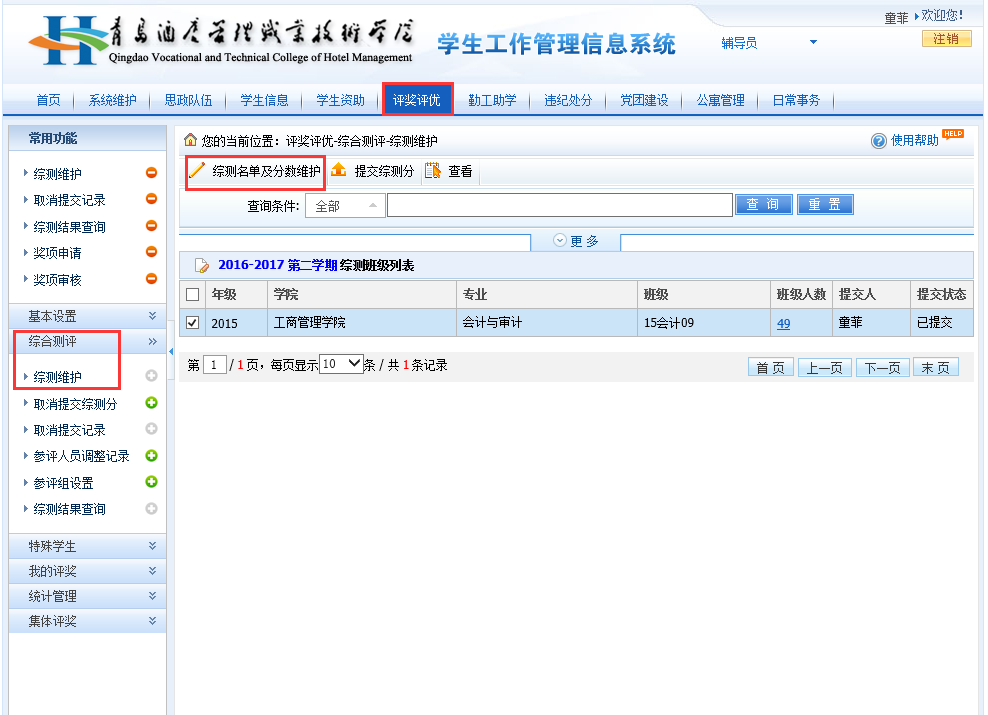 青岛酒店管理职业技术学院
Qingdao Vocational and Technical College of Hotel Management
学生工作管理信息系统
童菲 欢迎您!
辅导员
注销
首页 系统维护 思政队伍 学生信息 学生资助 评奖评优 勤工助学 违纪处分 党团建设 公寓管理 日常事务
常用功能
综测维护
取消提交记录
综测结果查询
奖项申请
奖项审核
基本设置
综合测评
综测维护
取消提交综测分
取消提交记录
参评人员调整记录
参评组设置
综测结果查询
特殊学生
我的评奖
统计管理
集体评奖
您的当前位置：评奖评优-综合测评-综测维护
使用帮助 HELP
综测名单及分数维护 提交综测分 查看
查询条件: 全部 查 询 重 置
更 多
2016-2017 第二学期 综测班级列表
年级 学院 专业 班级 班级人数 提交人 提交状态
2015 工商管理学院 会计与审计 15会计09 49 童菲 已提交
第 1 / 1 页，每页显示 10 条 / 共 1 条记录
首 页 上一页 下一页 末 页